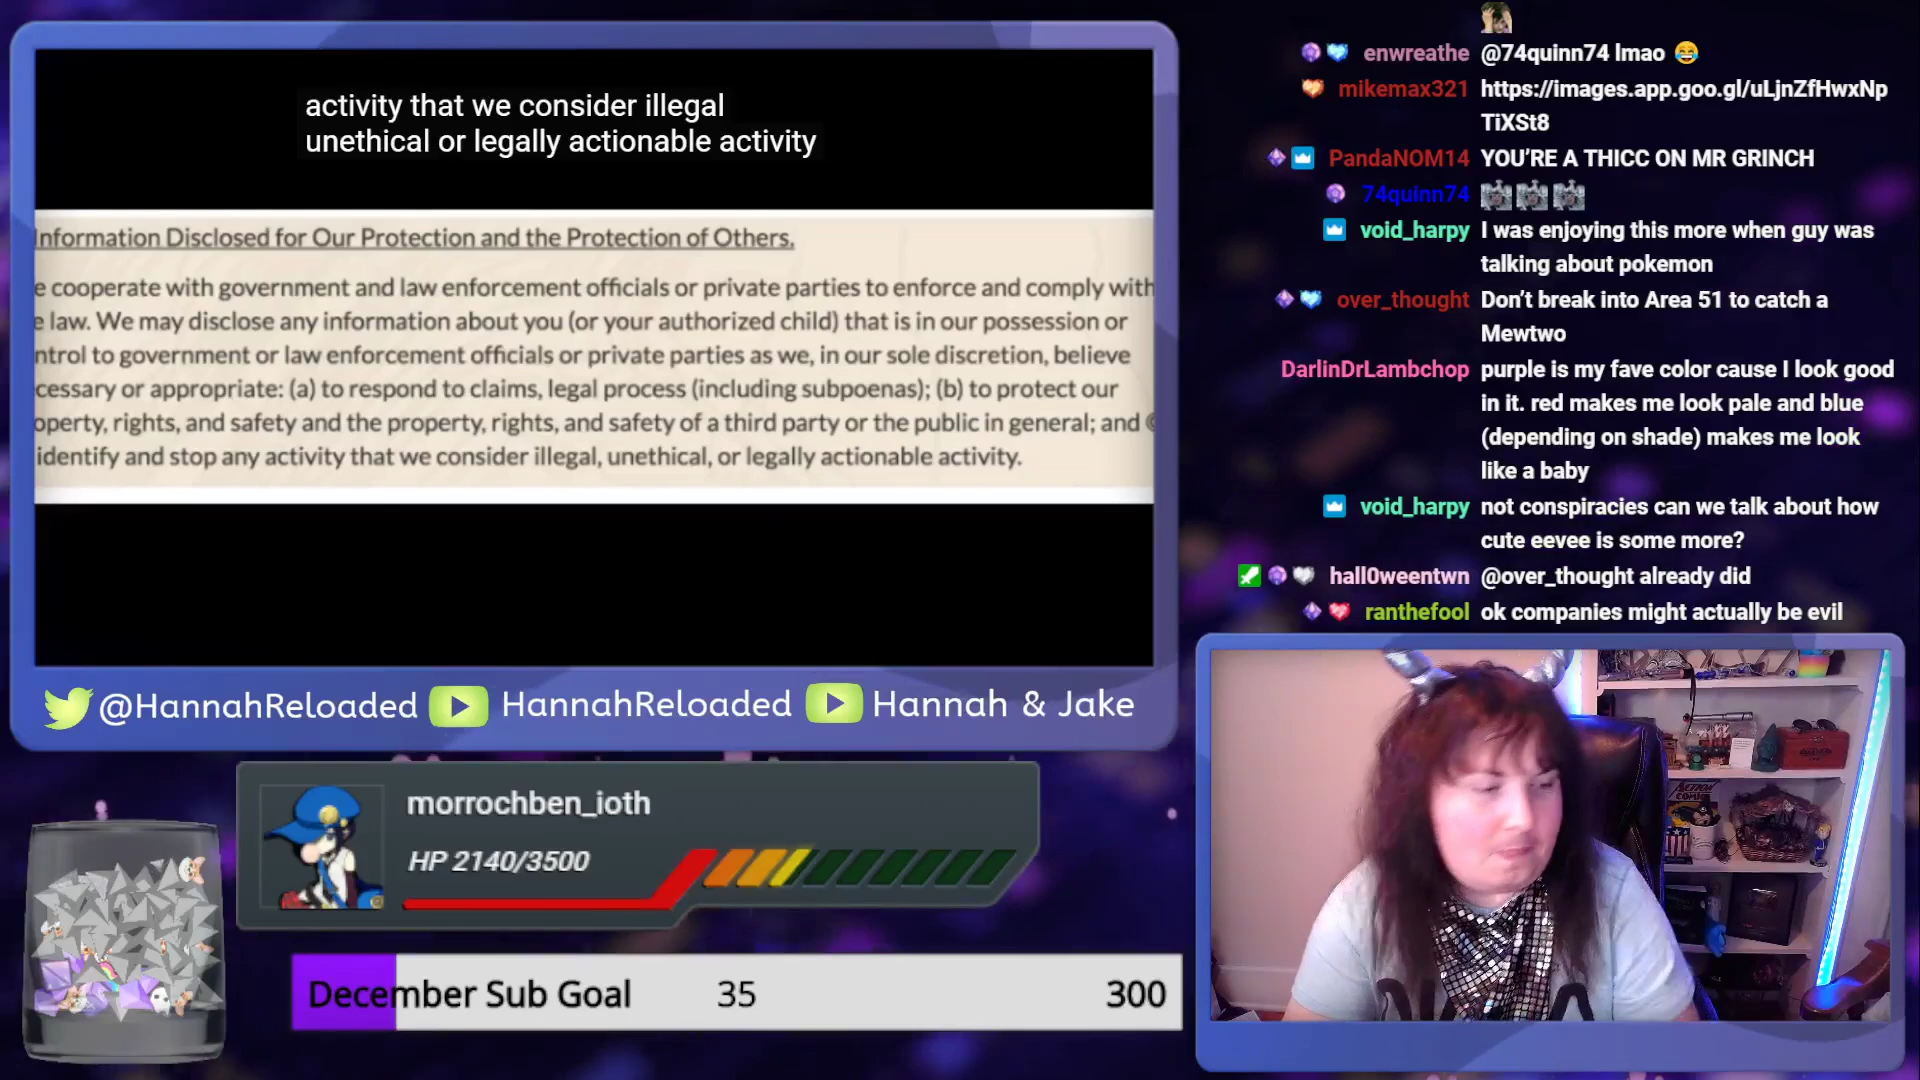 activity that we consider illegal
unethical or legally actionable activity
Information Disclosed for Our Protection and the Protection of Others.
e cooperate with government and law enforcement officials or private parties to enforce and comply with
e law. We may disclose any information about you (or your authorized child) that is in our possession or
ntrol to government or law enforcement officials or private parties as we, in our sole discretion, believe
cessary or appropriate: (a) to respond to claims, legal process (including subpoenas); (b) to protect our
operty, rights, and safety and the property, rights, and safety of a third party or the public in general; and ©
identify and stop any activity that we consider illegal, unethical, or legally actionable activity.
@HannahReloaded HannahReloaded Hannah & Jake
morrochben_ioth
HP 2140/3500
December Sub Goal 35 300
enwreathe @74quinn74 lmao 😂
mikemax321 https://images.app.goo.gl/uLjnZfHwxNp
TiXSt8
PandaNOM14 YOU’RE A THICC ON MR GRINCH
74quinn74
void_harpy I was enjoying this more when guy was
talking about pokemon
over_thought Don’t break into Area 51 to catch a
Mewtwo
DarlinDrLambchop purple is my fave color cause I look good
in it. red makes me look pale and blue
(depending on shade) makes me look
like a baby
void_harpy not conspiracies can we talk about how
cute eevee is some more?
hall0weentwn @over_thought already did
ranthefool ok companies might actually be evil
ACTION
COMICS